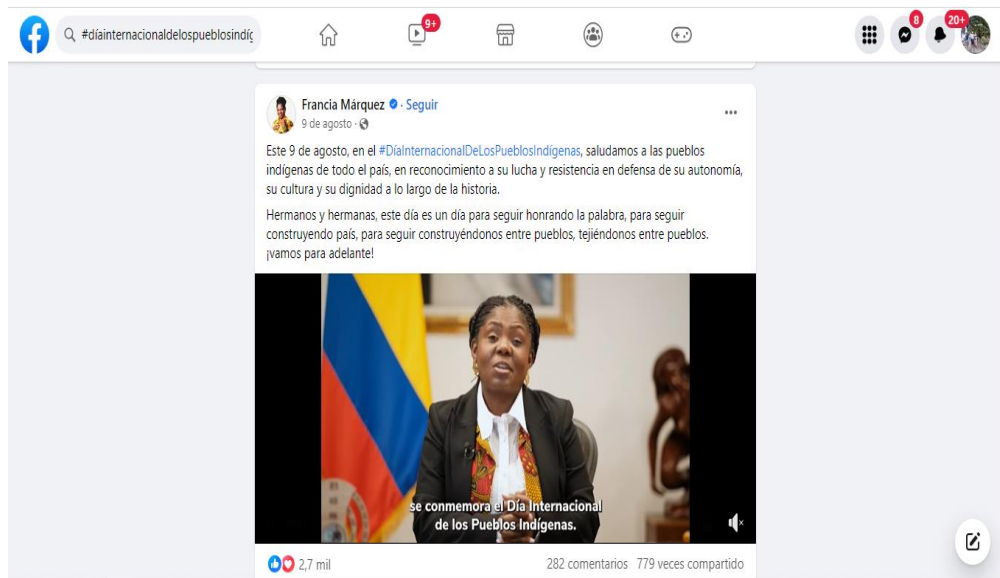 #díainternacionaldelospueblosindíg
9+
8
20+
Francia Márquez · Seguir
9 de agosto ·
Este 9 de agosto, en el #DíaInternacionalDeLosPueblosIndígenas, saludamos a las pueblos
indígenas de todo el país, en reconocimiento a su lucha y resistencia en defensa de su autonomía,
su cultura y su dignidad a lo largo de la historia.
Hermanos y hermanas, este día es un día para seguir honrando la palabra, para seguir
construyendo país, para seguir construyéndonos entre pueblos, tejiéndonos entre pueblos.
¡vamos para adelante!
se conmemora el Día Internacional
de los Pueblos Indígenas.
2,7 mil
282 comentarios 779 veces compartido